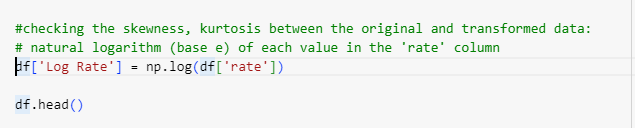 #checking the skewness, kurtosis between the original and transformed data:
# natural logarithm (base e) of each value in the 'rate' column
df['Log Rate'] = np.log(df['rate'])
df.head()